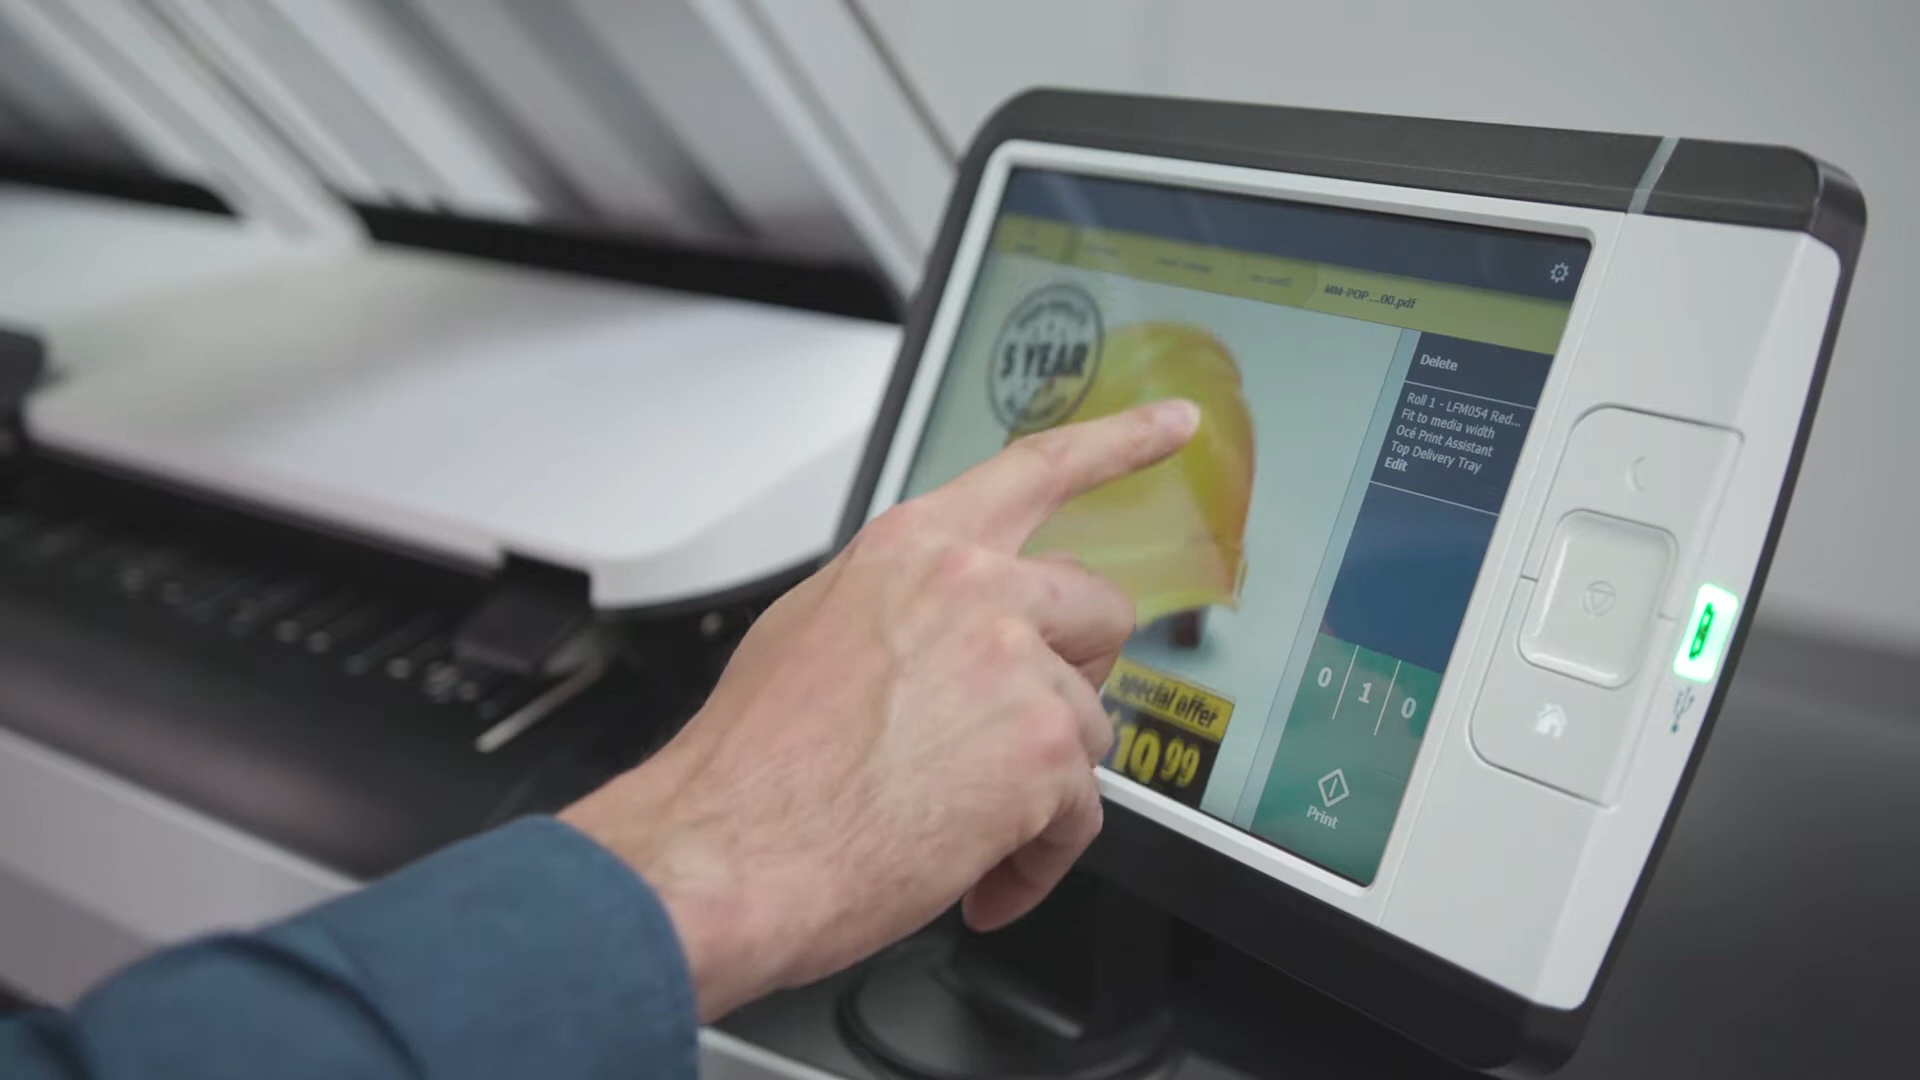 MM-POP...00.pdf
5 YEAR
Delete
Roll 1 - LFM054 Red...
Fit to media width
Océ Print Assistant
Top Delivery Tray
Edit
special offer
19 99
0 1 0
Print